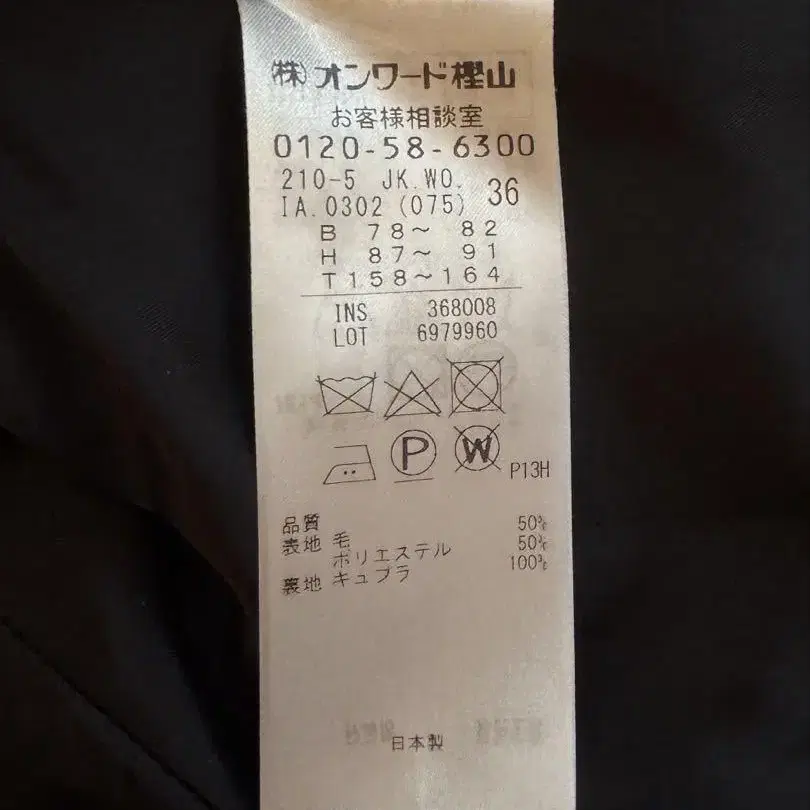 (株)オンワード樫山
お客様相談室
0120-58-6300
210-5 JK.WO. 36
IA.0302 (075)
B 78〜 82
H 87〜 91
T158〜164
INS 368008
LOT 6979960
P W P13H
品質
表地 毛 50%
ポリエステル 50%
裏地 キュプラ 100%
日本製